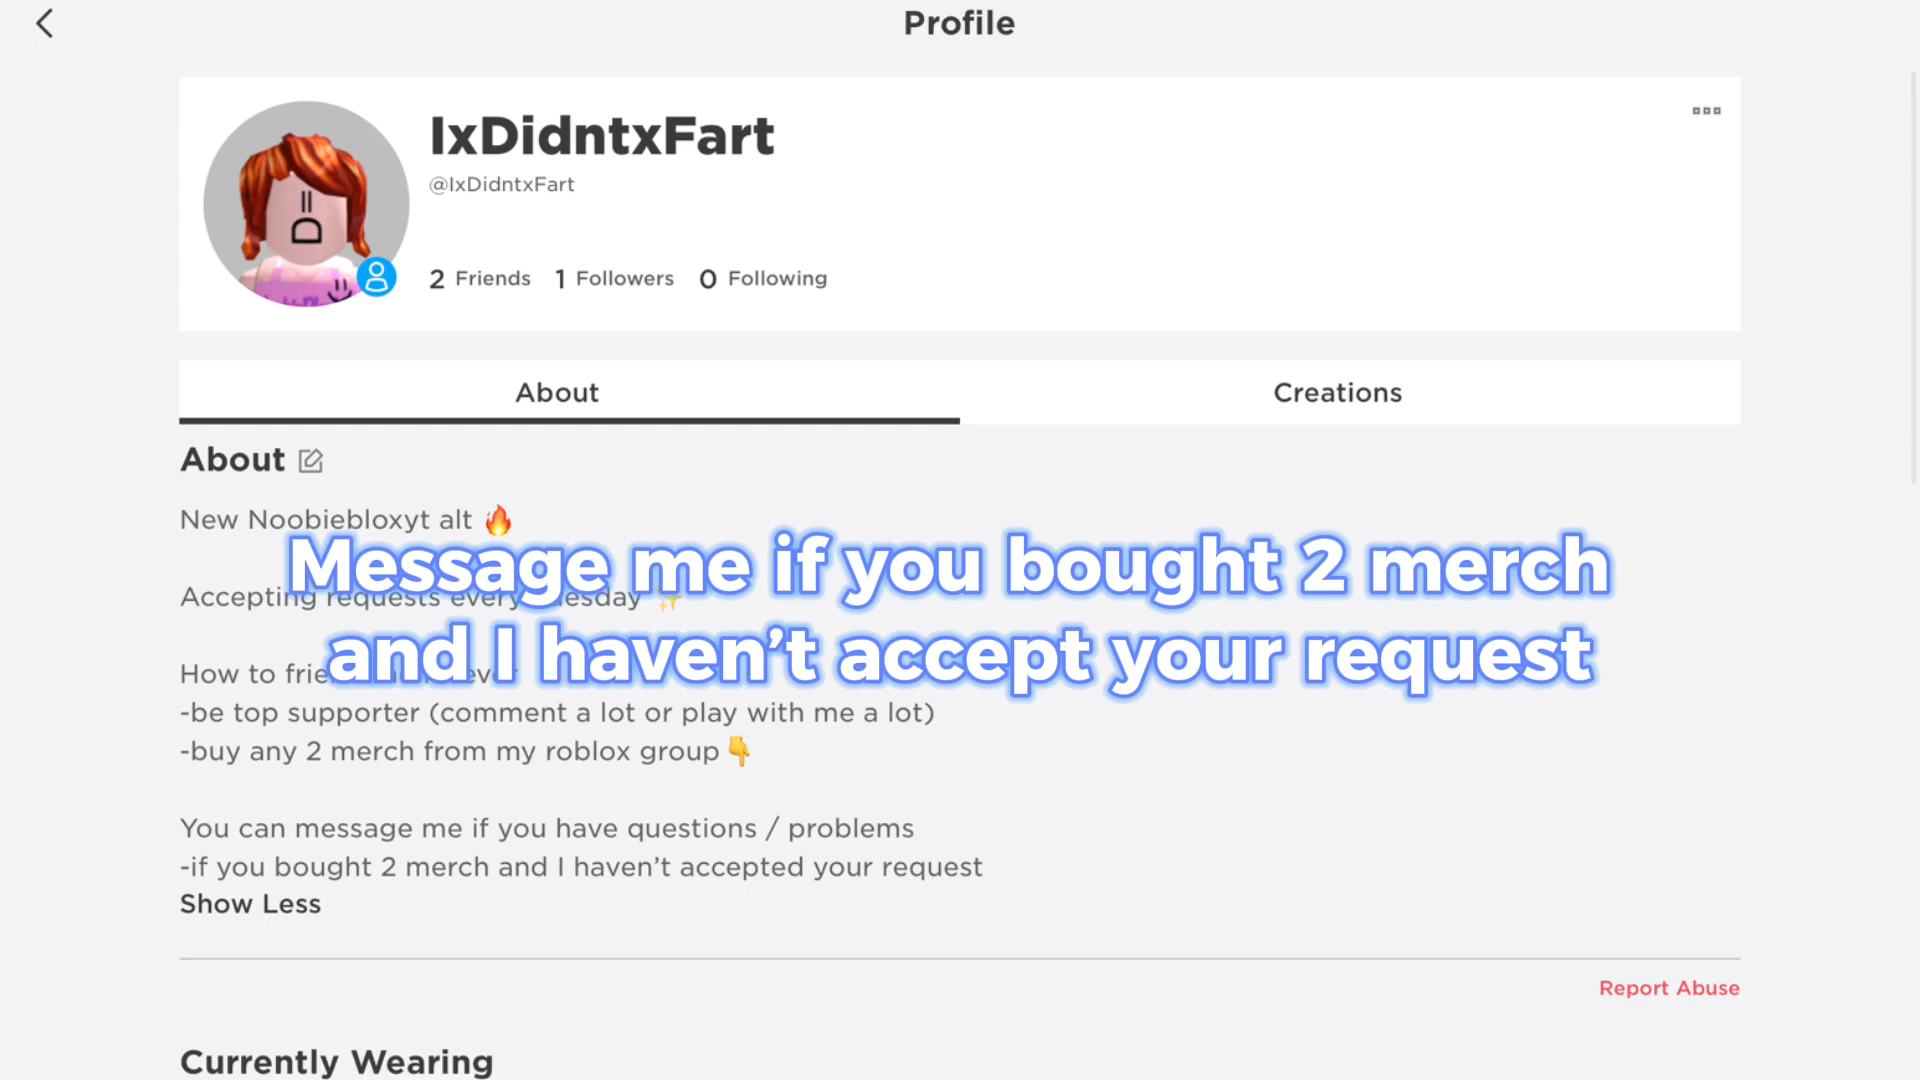 Profile
IxDidntxFart
@IxDidntxFart
2 Friends 1 Followers 0 Following
About Creations
About
New Noobiebloxyt alt 🔥
Message me if you bought 2 merch
Accepting requests every
and I haven't accept your request
How to
-be top supporter (comment a lot or play with me a lot)
-buy any 2 merch from my roblox group 👇
You can message me if you have questions / problems
-if you bought 2 merch and I haven't accepted your request
Show Less
Report Abuse
Currently Wearing